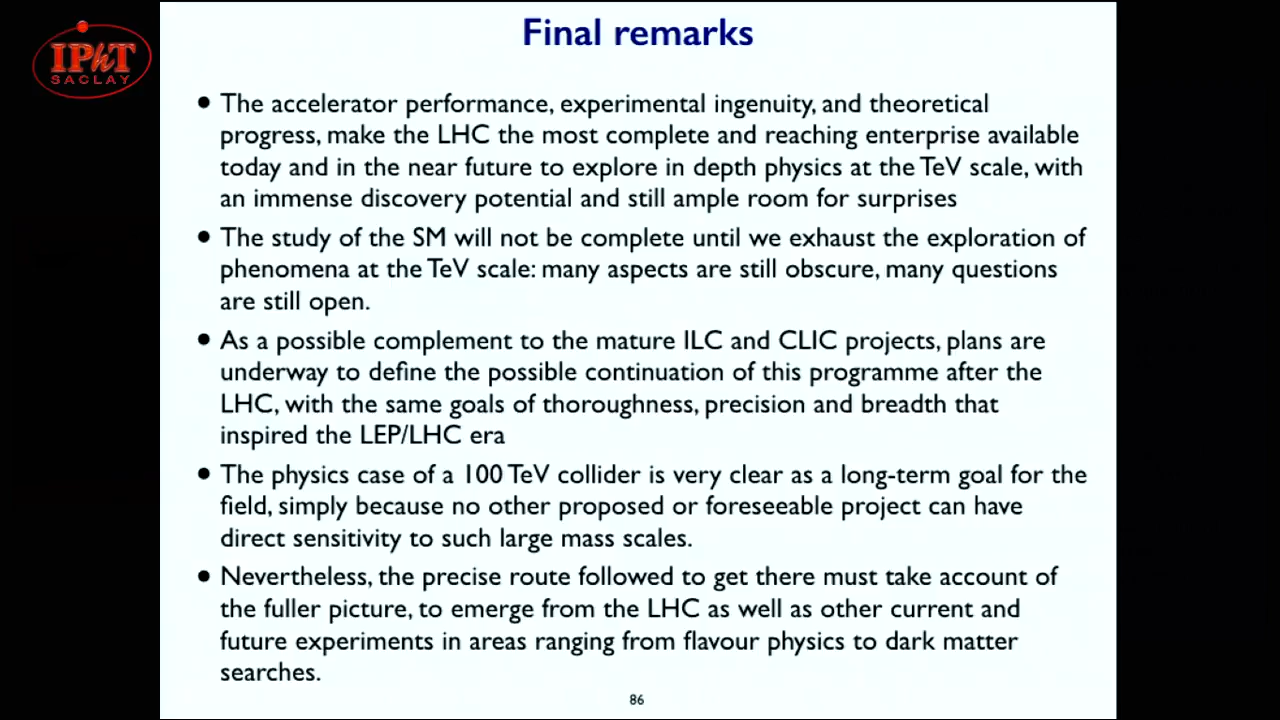 IPhT
SACLAY
Final remarks
• The accelerator performance, experimental ingenuity, and theoretical
progress, make the LHC the most complete and reaching enterprise available
today and in the near future to explore in depth physics at the TeV scale, with
an immense discovery potential and still ample room for surprises
• The study of the SM will not be complete until we exhaust the exploration of
phenomena at the TeV scale: many aspects are still obscure, many questions
are still open.
• As a possible complement to the mature ILC and CLIC projects, plans are
underway to define the possible continuation of this programme after the
LHC, with the same goals of thoroughness, precision and breadth that
inspired the LEP/LHC era
• The physics case of a 100 TeV collider is very clear as a long-term goal for the
field, simply because no other proposed or foreseeable project can have
direct sensitivity to such large mass scales.
• Nevertheless, the precise route followed to get there must take account of
the fuller picture, to emerge from the LHC as well as other current and
future experiments in areas ranging from flavour physics to dark matter
searches.
86